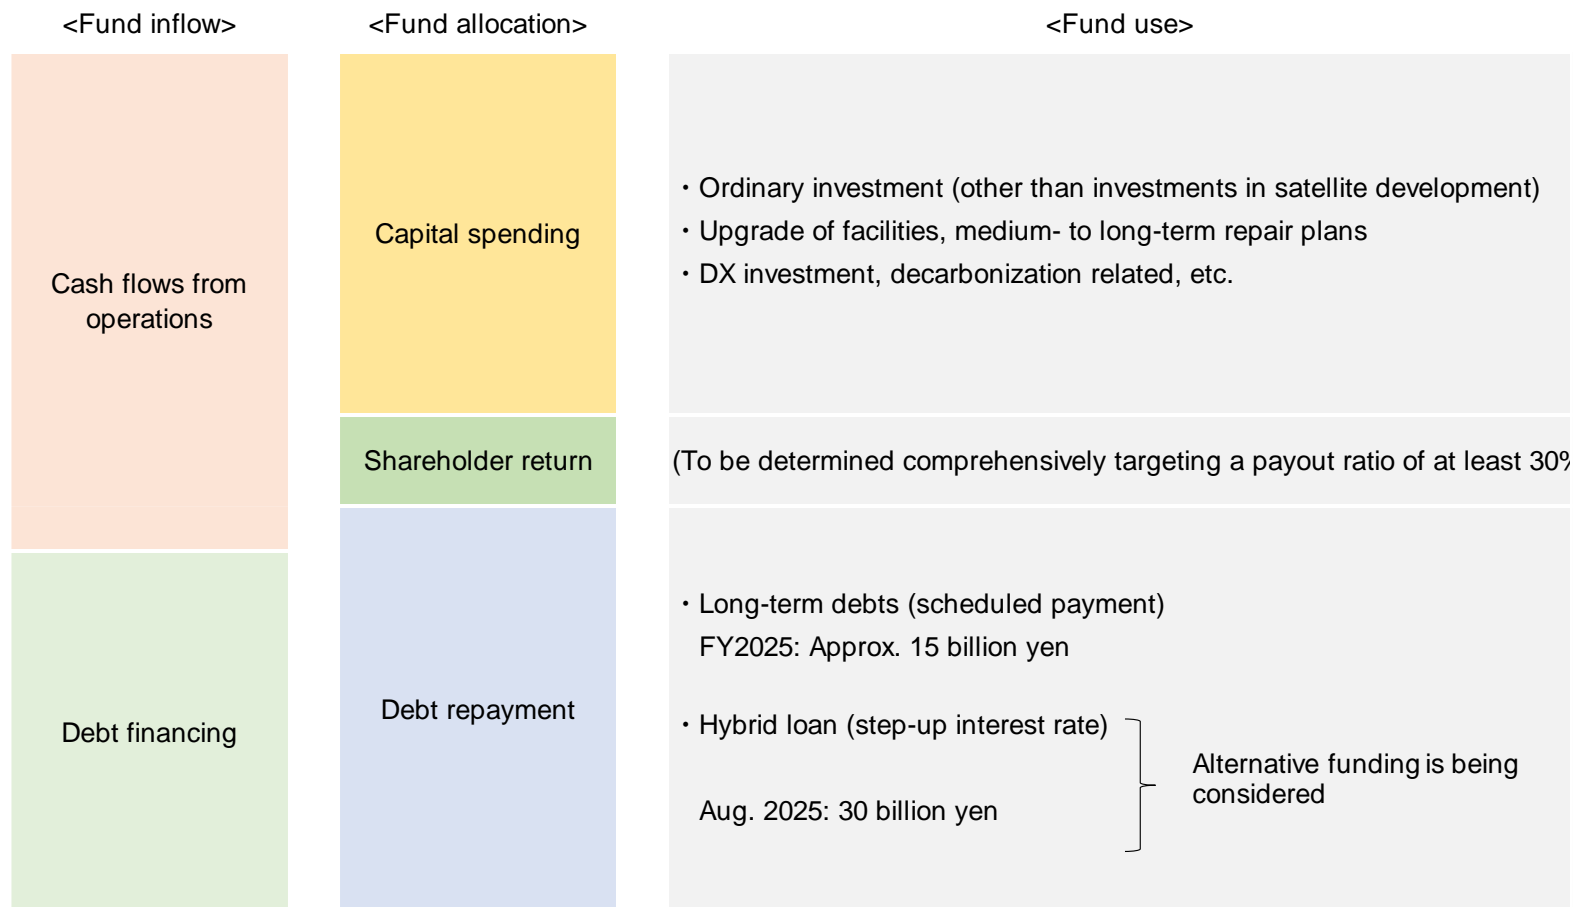 <Fund inflow>
<Fund allocation>
<Fund use>
Cash flows from
operations
Debt financing
Capital spending
Shareholder return
Debt repayment
・Ordinary investment (other than investments in satellite development)
・Upgrade of facilities, medium- to long-term repair plans
・DX investment, decarbonization related, etc.
(To be determined comprehensively targeting a payout ratio of at least 30%
・Long-term debts (scheduled payment)
FY2025: Approx. 15 billion yen
・Hybrid loan (step-up interest rate)
Aug. 2025: 30 billion yen
Alternative funding is being
considered